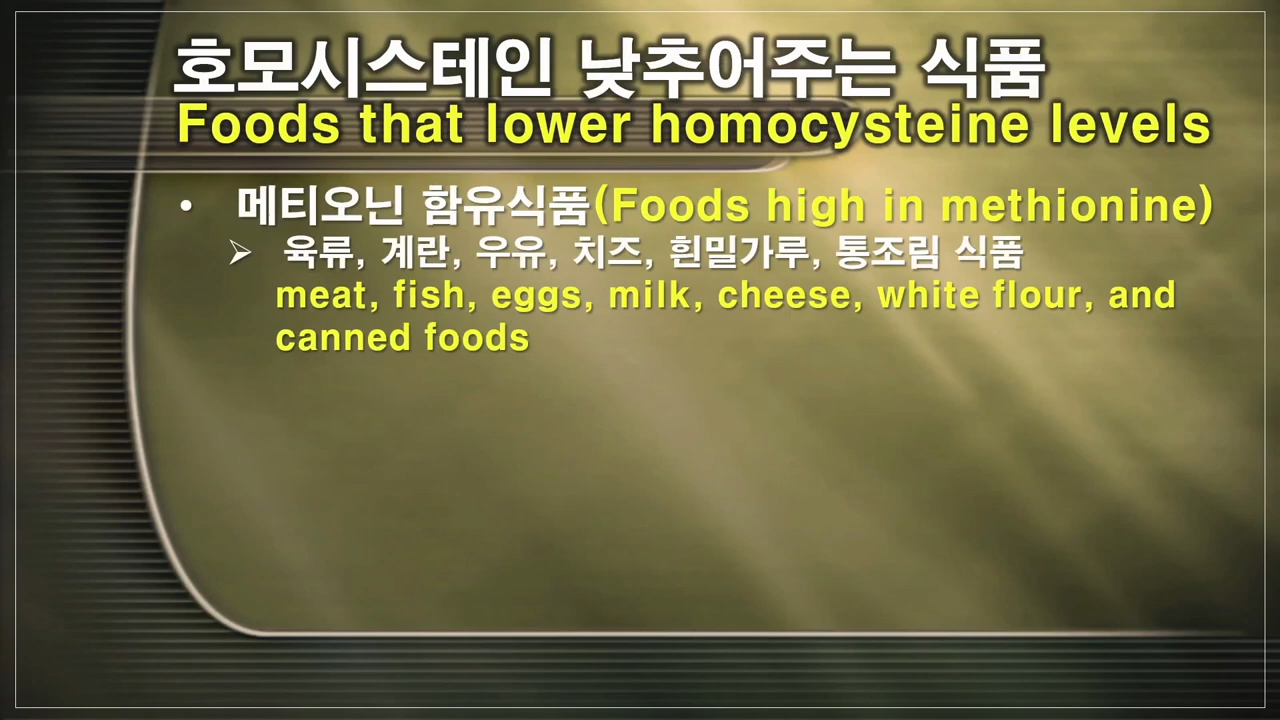 호모시스테인 낮추어주는 식품
Foods that lower homocysteine levels
• 메티오닌 함유식품(Foods high in methionine)
➢ 육류, 계란, 우유, 치즈, 흰밀가루, 통조림 식품
meat, fish, eggs, milk, cheese, white flour, and
canned foods